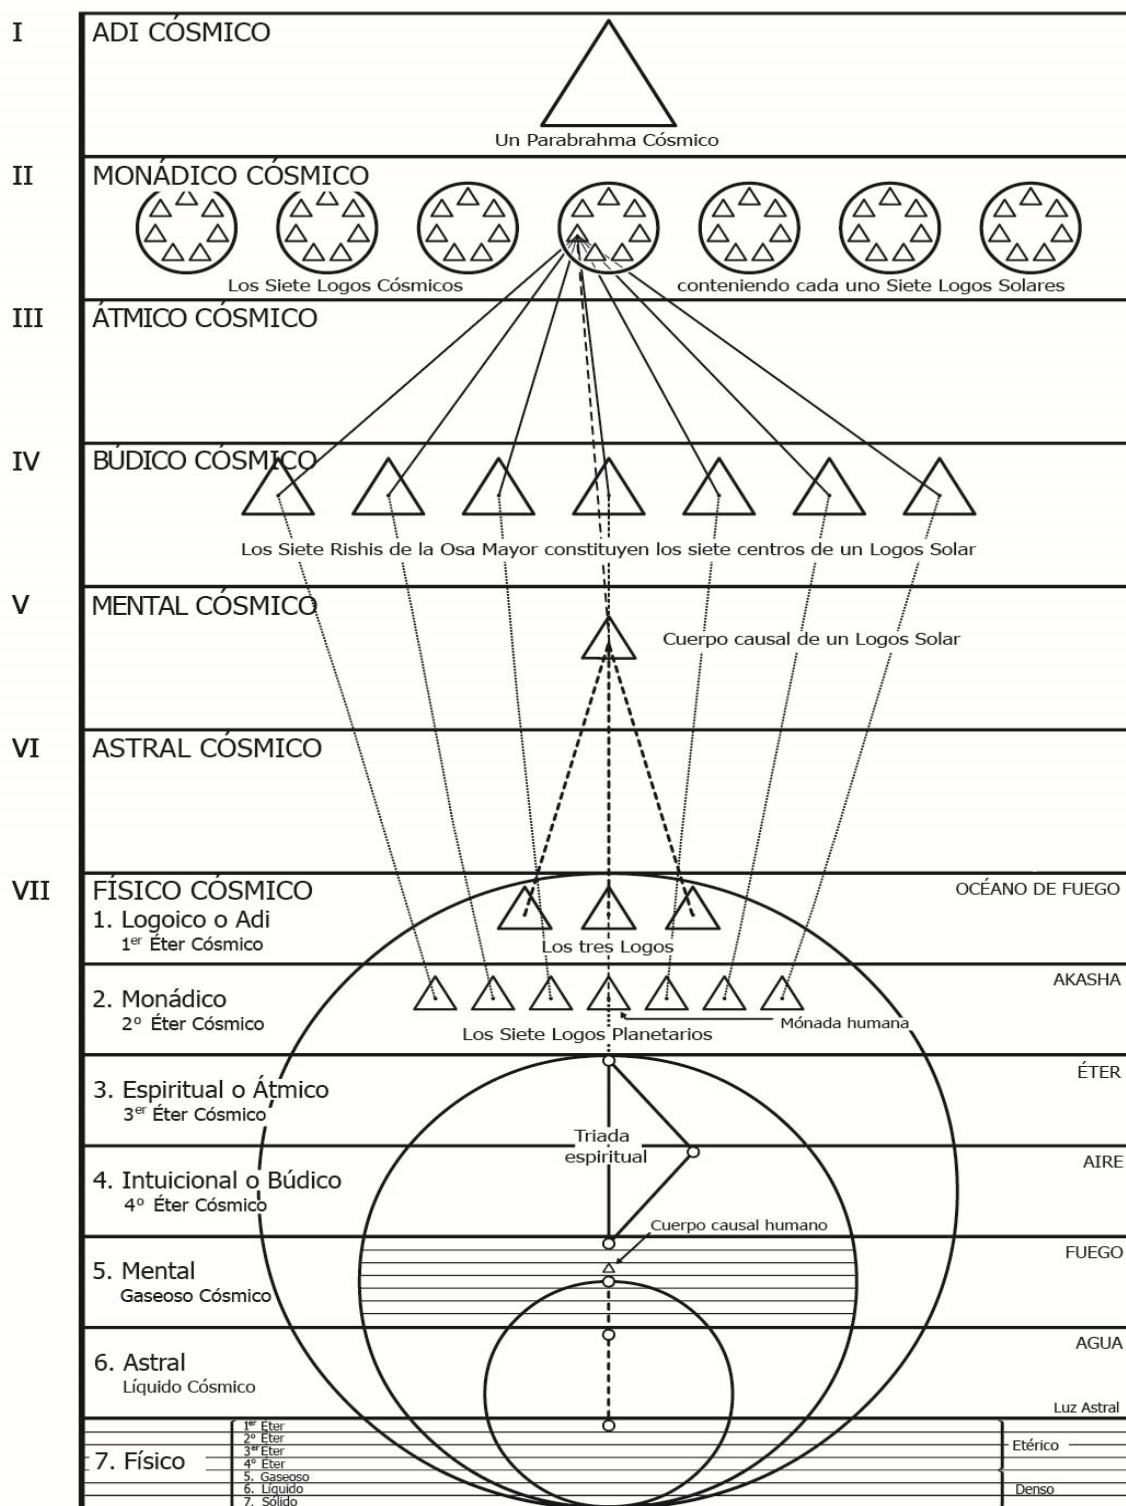 I
ADI CÓSMICO
Un Parabrahma Cósmico
II
MONÁDICO CÓSMICO
Los Siete Logos Cósmicos
conteniendo cada uno Siete Logos Solares
III
ÁTMICO CÓSMICO
IV
BÚDICO CÓSMICO
Los Siete Rishis de la Osa Mayor constituyen los siete centros de un Logos Solar
V
MENTAL CÓSMICO
Cuerpo causal de un Logos Solar
VI
ASTRAL CÓSMICO
VII
FÍSICO CÓSMICO
OCÉANO DE FUEGO
1. Logoico o Adi
1er Éter Cósmico
Los tres Logos
AKASHA
2. Monádico
2º Éter Cósmico
Mónada humana
Los Siete Logos Planetarios
ÉTER
3. Espiritual o Átmico
3er Éter Cósmico
Triada
espiritual
AIRE
4. Intuicional o Búdico
4º Éter Cósmico
Cuerpo causal humano
FUEGO
5. Mental
Gaseoso Cósmico
AGUA
6. Astral
Líquido Cósmico
Luz Astral
7. Físico
1er Éter
2º Éter
3er Éter
4º Éter
5. Gaseoso
6. Líquido
7. Sólido
Etérico
Denso